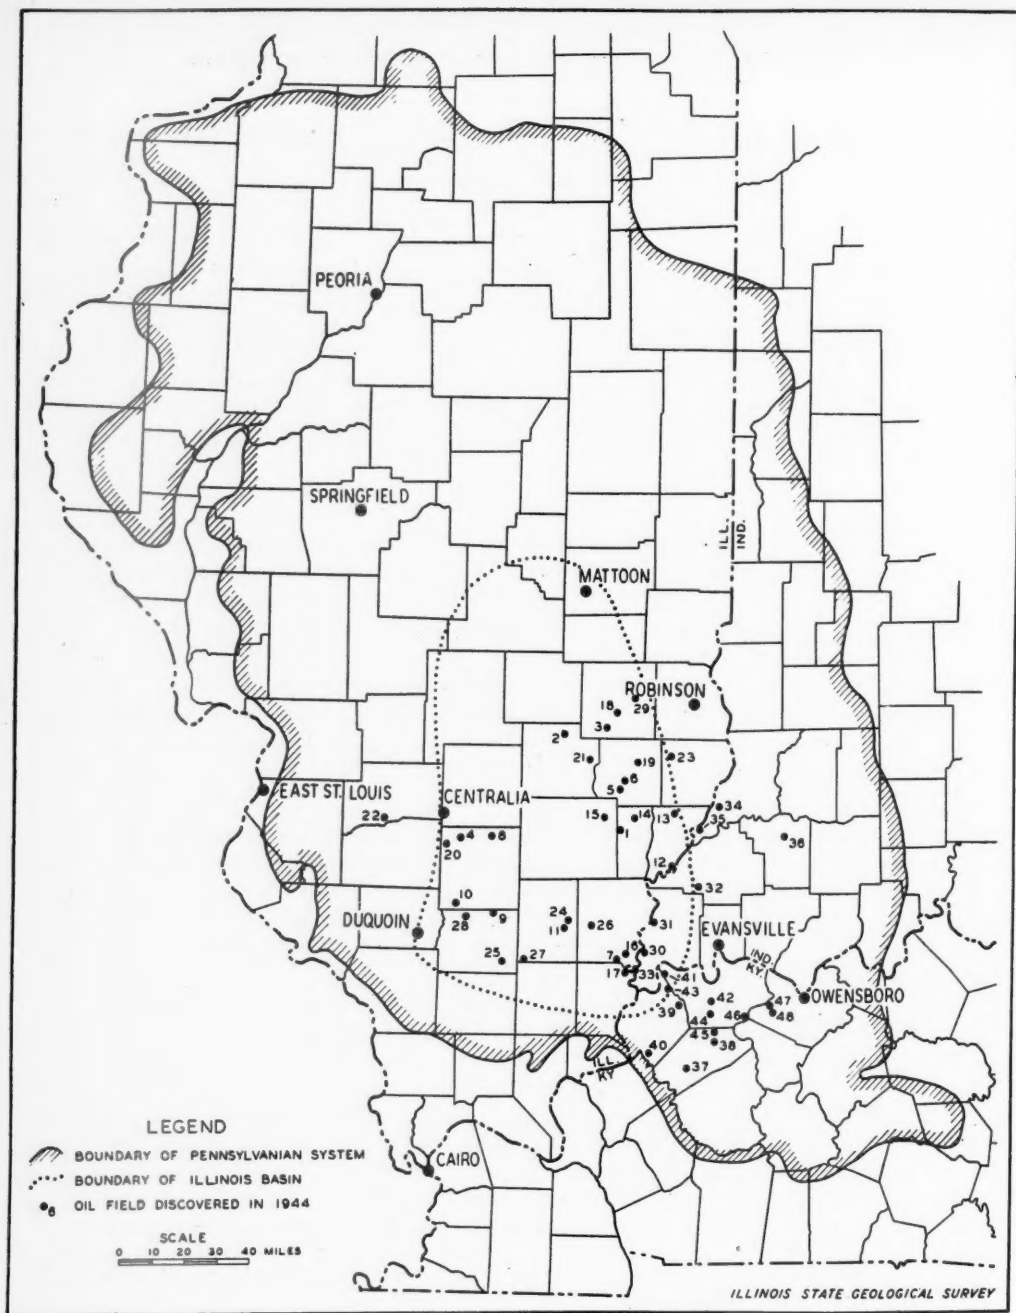 PEORIA
SPRINGFIELD
ILL.
IND.
MATTOON
ROBINSON
18
29
3
2
21
19
23
6
5
EAST ST. LOUIS
CENTRALIA
22
15
14
13
34
35
1
4
8
20
36
12
32
10
9
28
DUQUOIN
24
11
26
31
EVANSVILLE
25
27
7
16
30
IND.
KY.
17
33
41
43
42
47
OWENSBORO
39
44
46
48
45
38
40
ILL.
KY
37
LEGEND
BOUNDARY OF PENNSYLVANIAN SYSTEM
BOUNDARY OF ILLINOIS BASIN
6 OIL FIELD DISCOVERED IN 1944
CAIRO
SCALE
0 10 20 30 40 MILES
ILLINOIS STATE GEOLOGICAL SURVEY